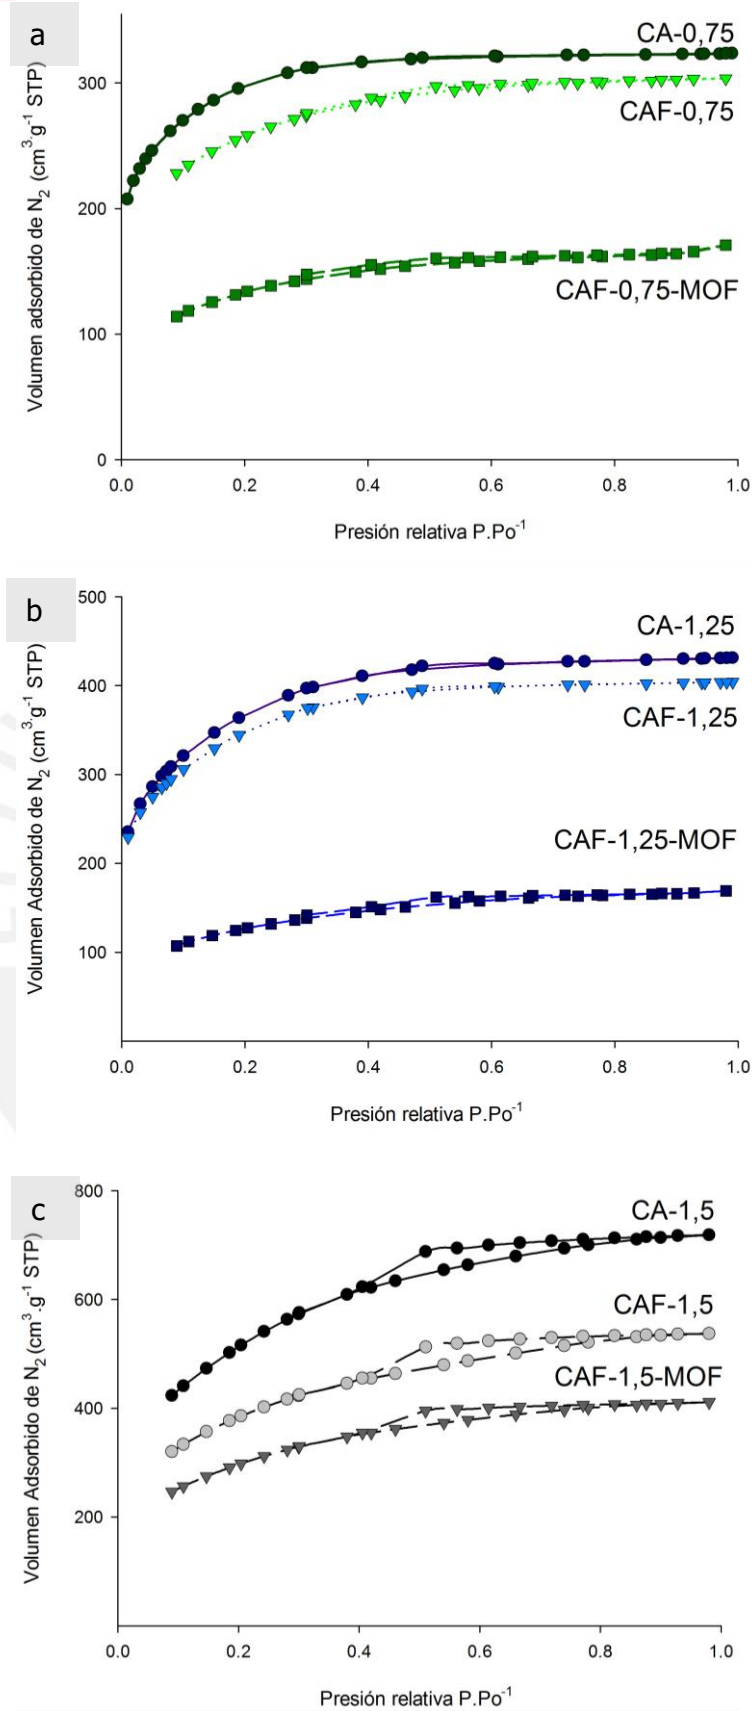 a
CA-0,75
CAF-0,75
CAF-0,75-MOF
Volumen adsorbido de N2 (cm3.g-1 STP)
300
200
100
0
0.0 0.2 0.4 0.6 0.8 1.0
Presión relativa P.Po-1
b
500
CA-1,25
CAF-1,25
CAF-1,25-MOF
Volumen Adsorbido de N2 (cm3.g-1 STP)
400
300
200
100
0.0 0.2 0.4 0.6 0.8 1.0
Presión relativa P.Po-1
c
800
CA-1,5
CAF-1,5
CAF-1,5-MOF
Volumen Adsorbido de N2 (cm3.g-1 STP)
600
400
200
0.0 0.2 0.4 0.6 0.8 1.0
Presión relativa P.Po-1